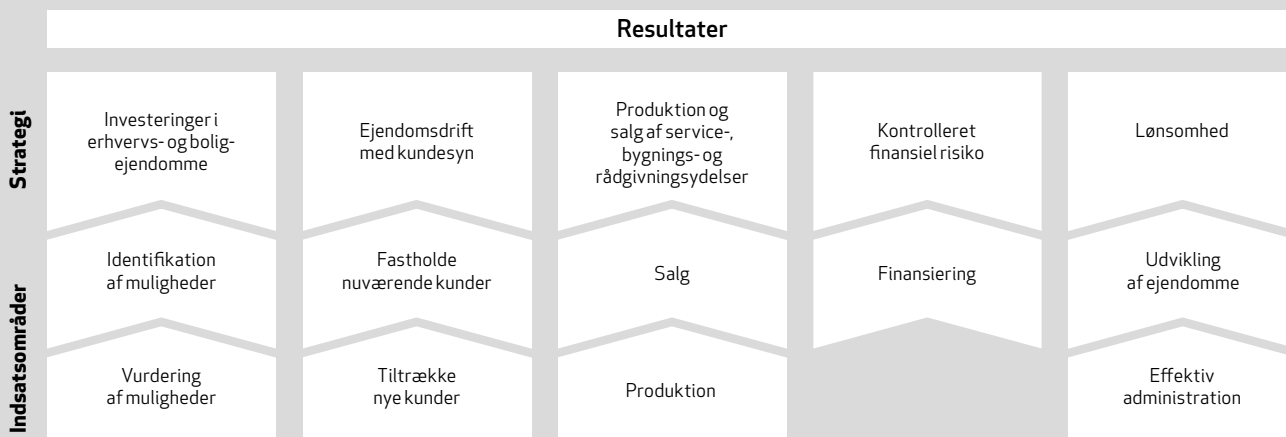 Resultater
Strategi
Investeringer i
erhvervs- og bolig-
ejendomme
Ejendomsdrift
med kundesyn
Produktion og
salg af service-,
bygnings- og
rådgivningsydelser
Kontrolleret
finansiel risiko
Lønsomhed
Indsatsområder
Identifikation
af muligheder
Fastholde
nuværende kunder
Salg
Finansiering
Udvikling
af ejendomme
Vurdering
af muligheder
Tiltrække
nye kunder
Produktion
Effektiv
administration